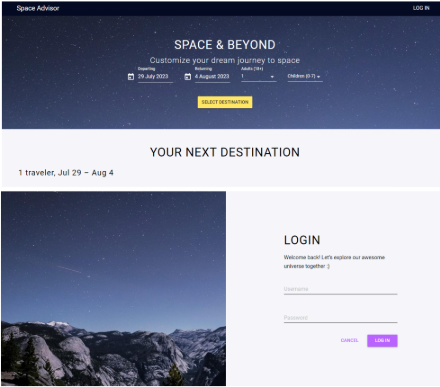 Space Advisor
LOG IN
SPACE & BEYOND
Customize your dream journey to space
Departing
Returning
Adults (18+)
29 July 2023
4 August 2023
1
Children (0-7)
SELECT DESTINATION
YOUR NEXT DESTINATION
1 traveler, Jul 29 – Aug 4
LOGIN
Welcome back! Let's explore our awesome
universe together :)
Username
Password
CANCEL
LOG IN